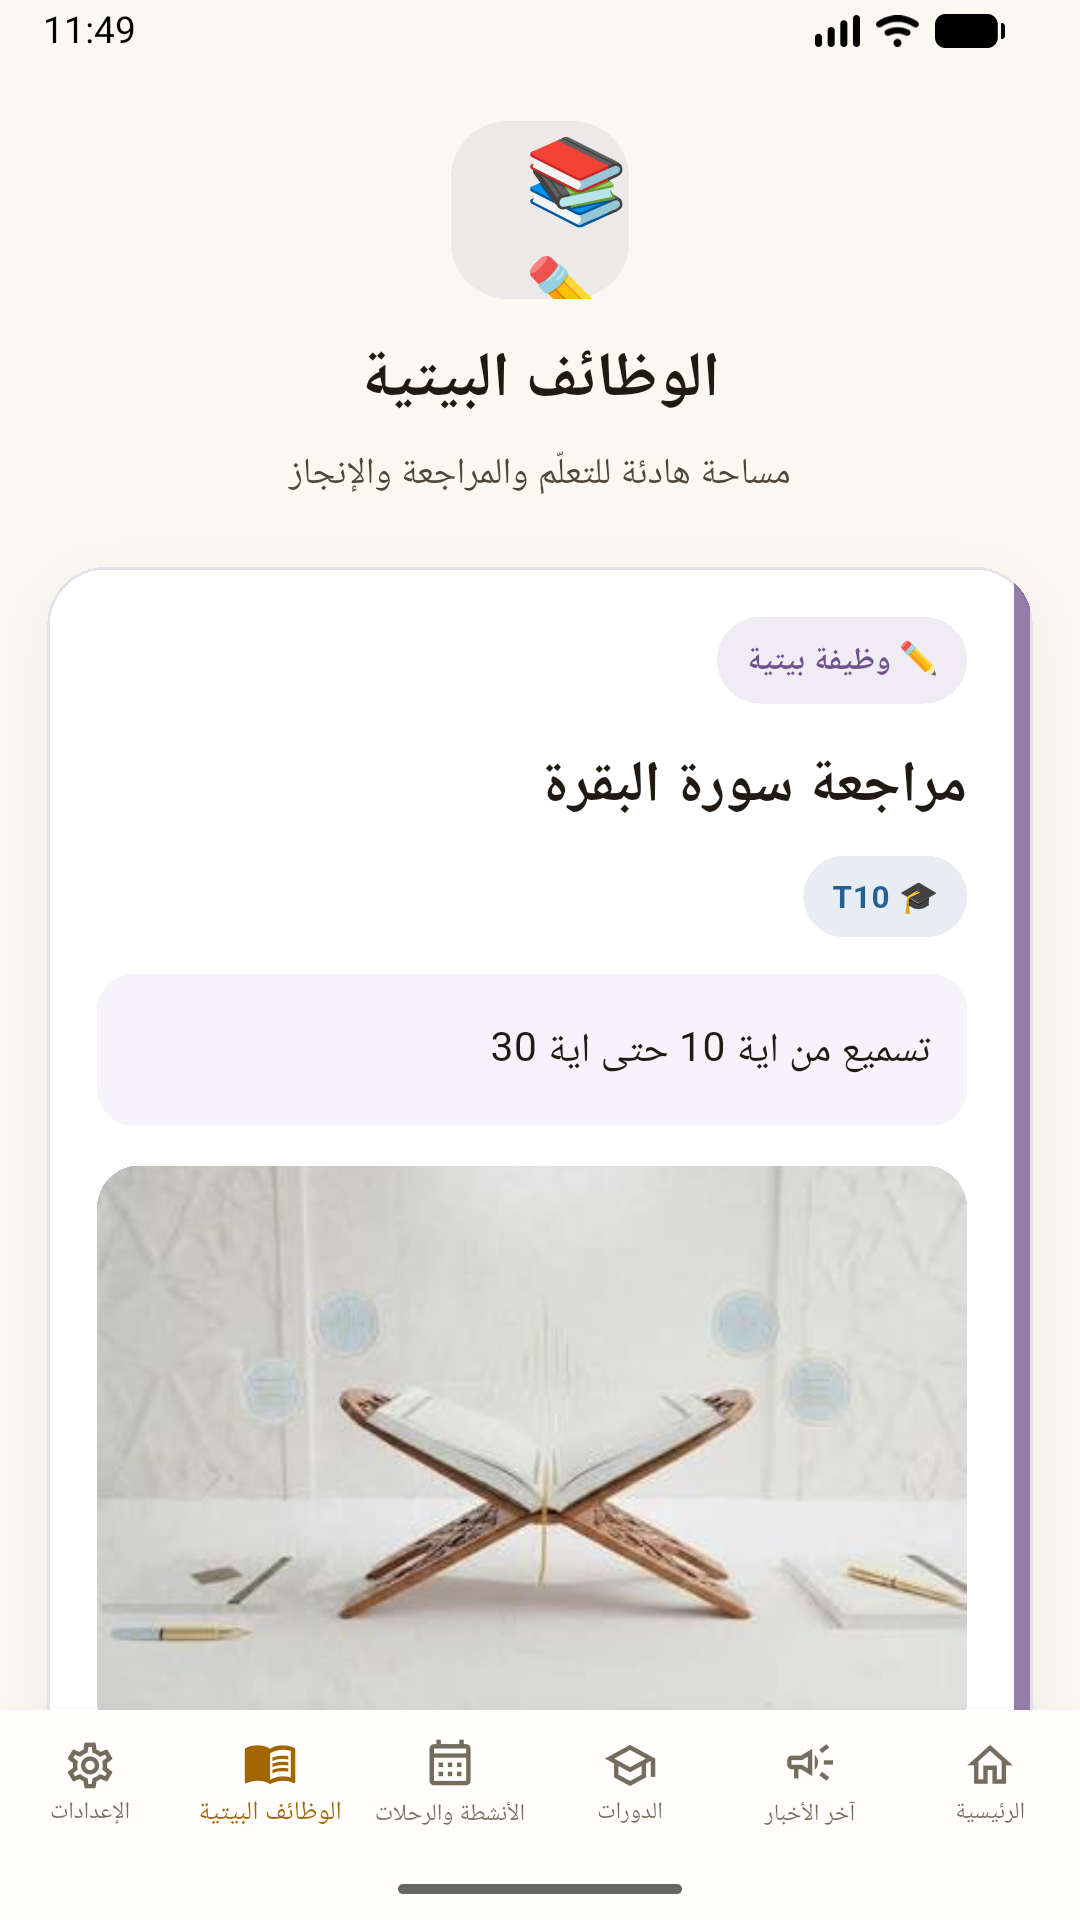 11:49
الوظائف البيتية
مساحة هادئة للتعلّم والمراجعة والإنجاز
وظيفة بيتية
مراجعة سورة البقرة
T10
تسميع من اية 10 حتى اية 30
الرئيسية
آخر الأخبار
الدورات
الأنشطة والرحلات
الوظائف البيتية
الإعدادات